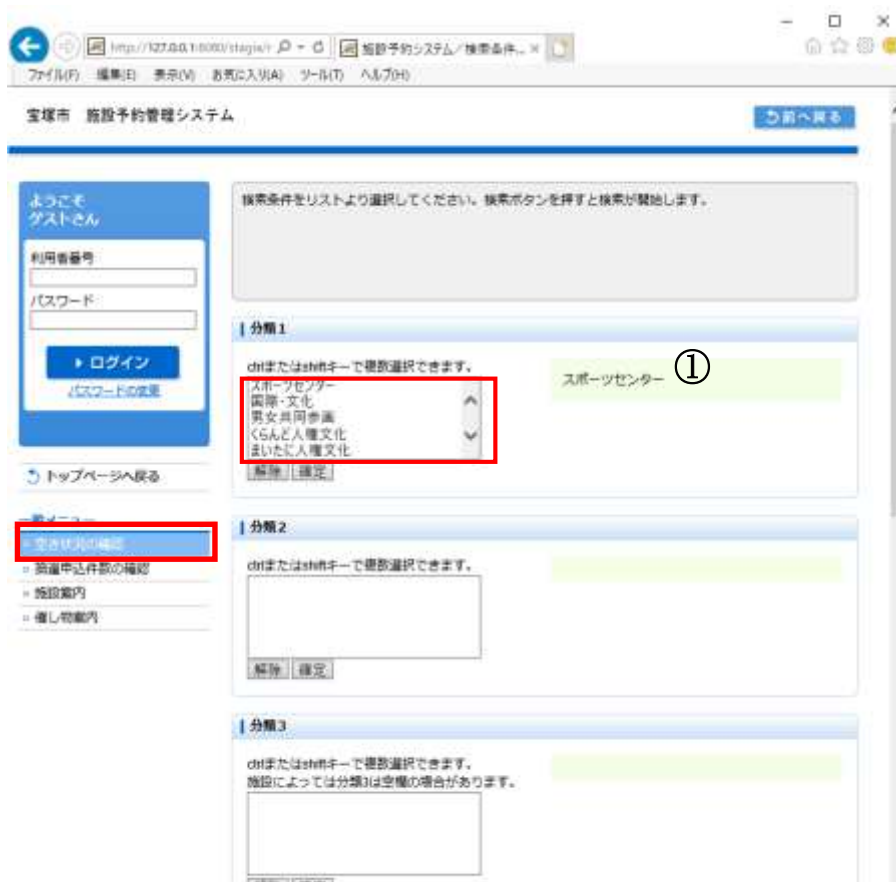 施設予約システム/検索条件...
ファイル(F) 編集(E) 表示(V) お気に入り(A) ツール(T) ヘルプ(H)
宝塚市 施設予約管理システム
前へ戻る
ようこそ
ゲストさん
利用者番号
パスワード
ログイン
パスワードの変更
トップページへ戻る
一般メニュー
空き状況の確認
抽選申込件数の確認
施設案内
催し物案内
検索条件をリストより選択してください。検索ボタンを押すと検索が開始します。
分類1
ctrlまたはshiftキーで複数選択できます。
スポーツセンター
国際・文化
男女共同参画
くらんど人権文化
まいたに人権文化
解除 確定
スポーツセンター ①
分類2
ctrlまたはshiftキーで複数選択できます。
解除 確定
分類3
ctrlまたはshiftキーで複数選択できます。
施設によっては分類3は空欄の場合があります。